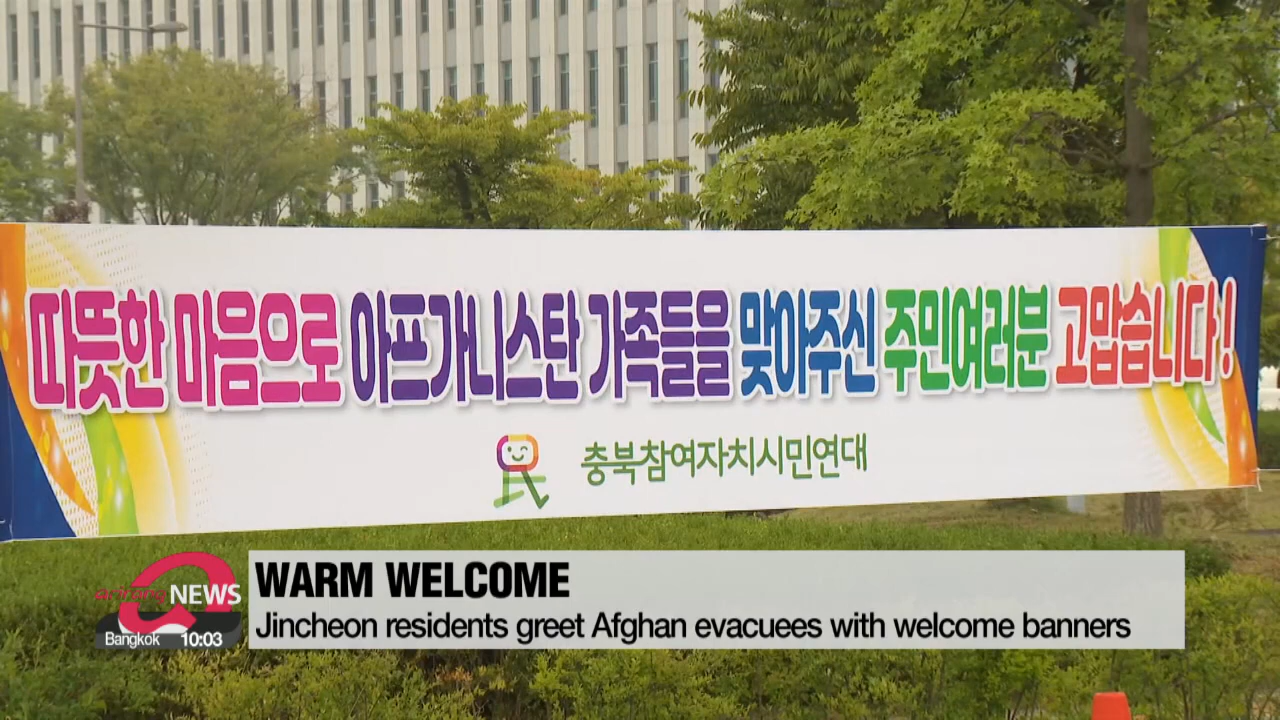 따뜻한 마음으로 아프가니스탄 가족들을 맞아주신 주민여러분 고맙습니다!
충북참여자치시민연대
WARM WELCOME
Jincheon residents greet Afghan evacuees with welcome banners
arirang NEWS
Bangkok 10:03